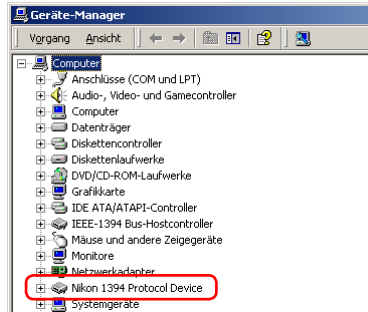 Geräte-Manager
Vorgang Ansicht
Computer
Anschlüsse (COM und LPT)
Audio-, Video- und Gamecontroller
Computer
Datenträger
Diskettencontroller
Diskettenlaufwerke
DVD/CD-ROM-Laufwerke
Grafikkarte
IDE ATA/ATAPI-Controller
IEEE-1394 Bus-Hostcontroller
Mäuse und andere Zeigegeräte
Monitore
Netzwerkadapter
Nikon 1394 Protocol Device
Systemgeräte